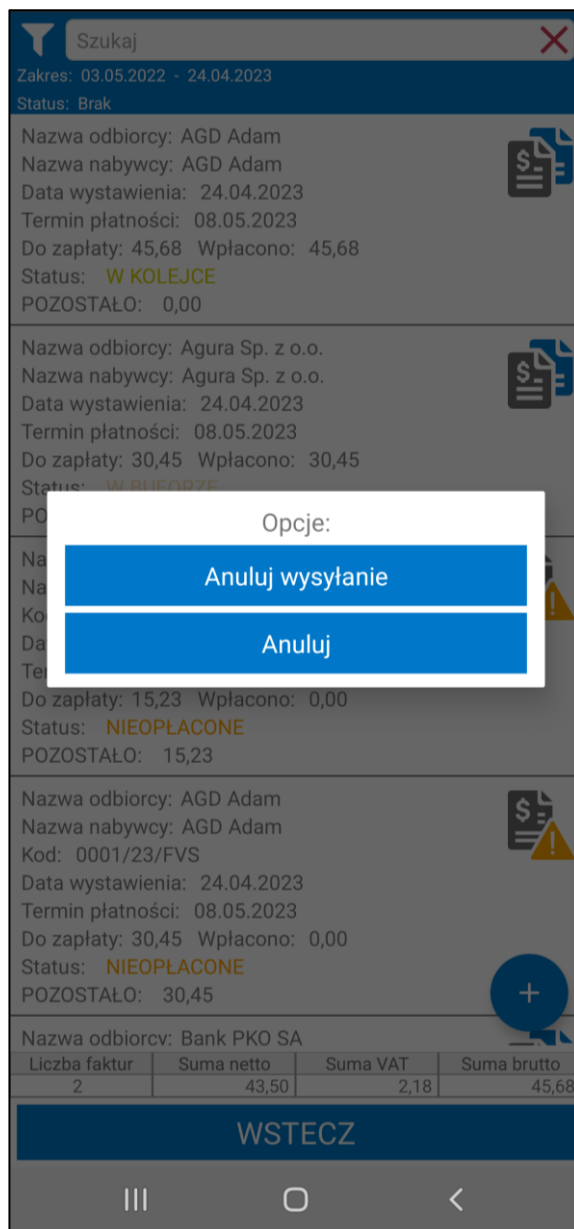 Szukaj
Zakres: 03.05.2022 - 24.04.2023
Status: Brak
Nazwa odbiorcy: AGD Adam
Nazwa nabywcy: AGD Adam
Data wystawienia: 24.04.2023
Termin płatności: 08.05.2023
Do zapłaty: 45,68 Wpłacono: 45,68
Status: W KOLEJCE
POZOSTAŁO: 0,00
Nazwa odbiorcy: Agura Sp. z o.o.
Nazwa nabywcy: Agura Sp. z o.o.
Data wystawienia: 24.04.2023
Termin płatności: 08.05.2023
Do zapłaty: 30,45 Wpłacono: 30,45
Status: W BUFORZE
PO
Opcje:
Na
Anuluj wysyłanie
Na
Ko
Da
Anuluj
Te
Do zapłaty: 15,23 Wpłacono: 0,00
Status: NIEOPŁACONE
POZOSTAŁO: 15,23
Nazwa odbiorcy: AGD Adam
Nazwa nabywcy: AGD Adam
Kod: 0001/23/FVS
Data wystawienia: 24.04.2023
Termin płatności: 08.05.2023
Do zapłaty: 30,45 Wpłacono: 0,00
Status: NIEOPŁACONE
POZOSTAŁO: 30,45
Nazwa odbiorcy: Bank PKO SA
Liczba faktur Suma netto Suma VAT Suma brutto
2 43,50 2,18 45,68
WSTECZ